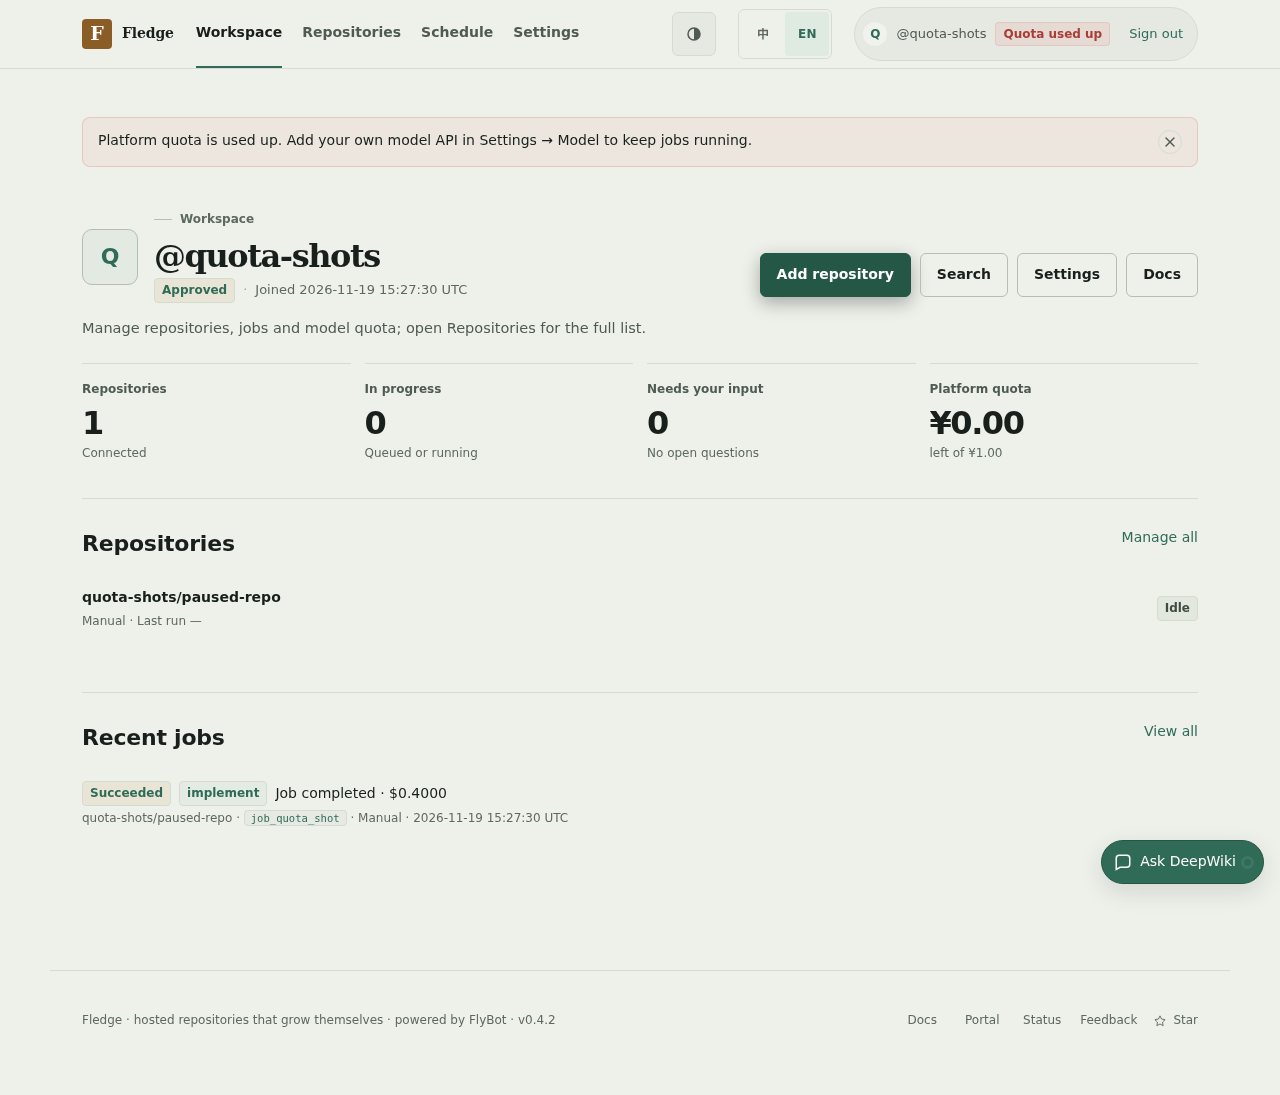 F Fledge Workspace Repositories Schedule Settings 中 EN Q @quota-shots Quota used up Sign out
Platform quota is used up. Add your own model API in Settings → Model to keep jobs running.
Workspace
Q @quota-shots
Approved · Joined 2026-11-19 15:27:30 UTC
Add repository Search Settings Docs
Manage repositories, jobs and model quota; open Repositories for the full list.
Repositories In progress Needs your input Platform quota
1 0 0 ¥0.00
Connected Queued or running No open questions left of ¥1.00
Repositories Manage all
quota-shots/paused-repo
Manual · Last run —
Idle
Recent jobs View all
Succeeded implement Job completed · $0.4000
quota-shots/paused-repo · job_quota_shot · Manual · 2026-11-19 15:27:30 UTC
Ask DeepWiki
Fledge · hosted repositories that grow themselves · powered by FlyBot · v0.4.2 Docs Portal Status Feedback Star